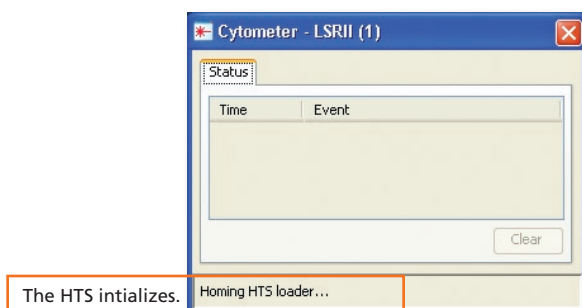 Cytometer - LSRII (1)
Status
Time Event
Clear
The HTS intializes. Homing HTS loader...